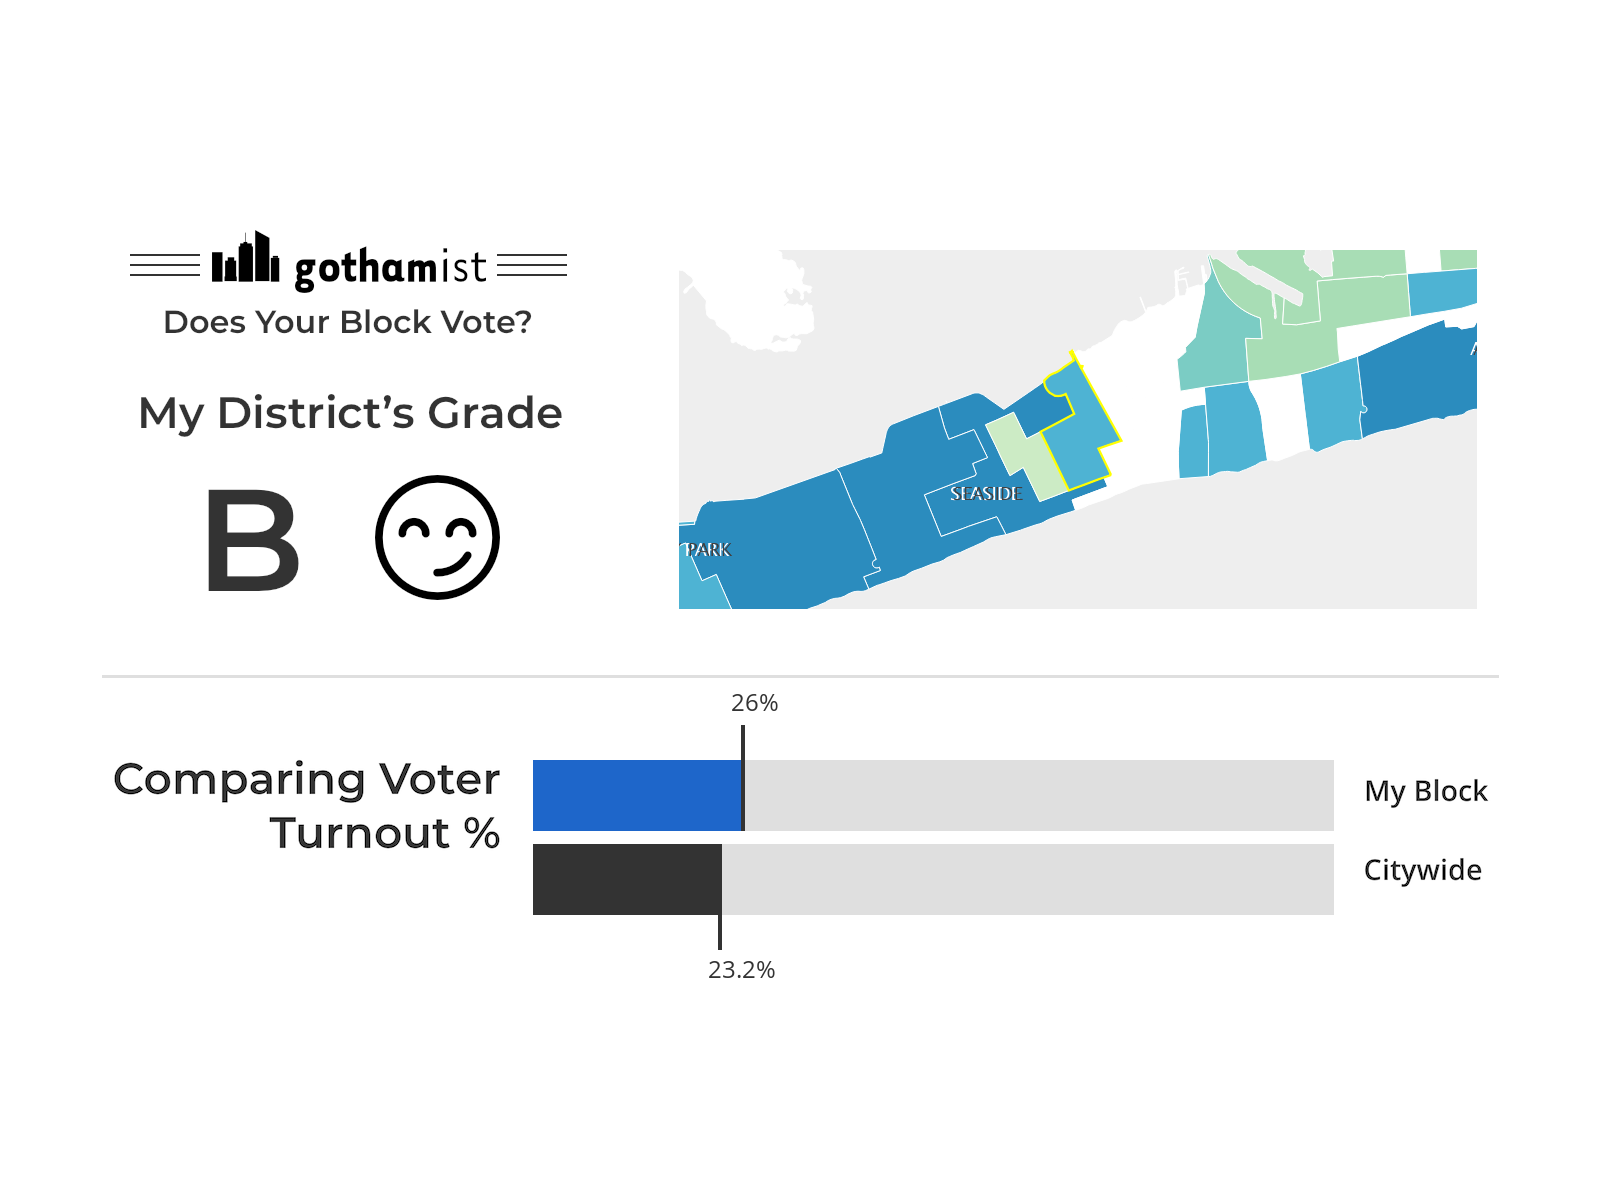 gothamist
Does Your Block Vote?
My District’s Grade
B
SEASIDE
PARK
26%
Comparing Voter
Turnout %
My Block
Citywide
23.2%